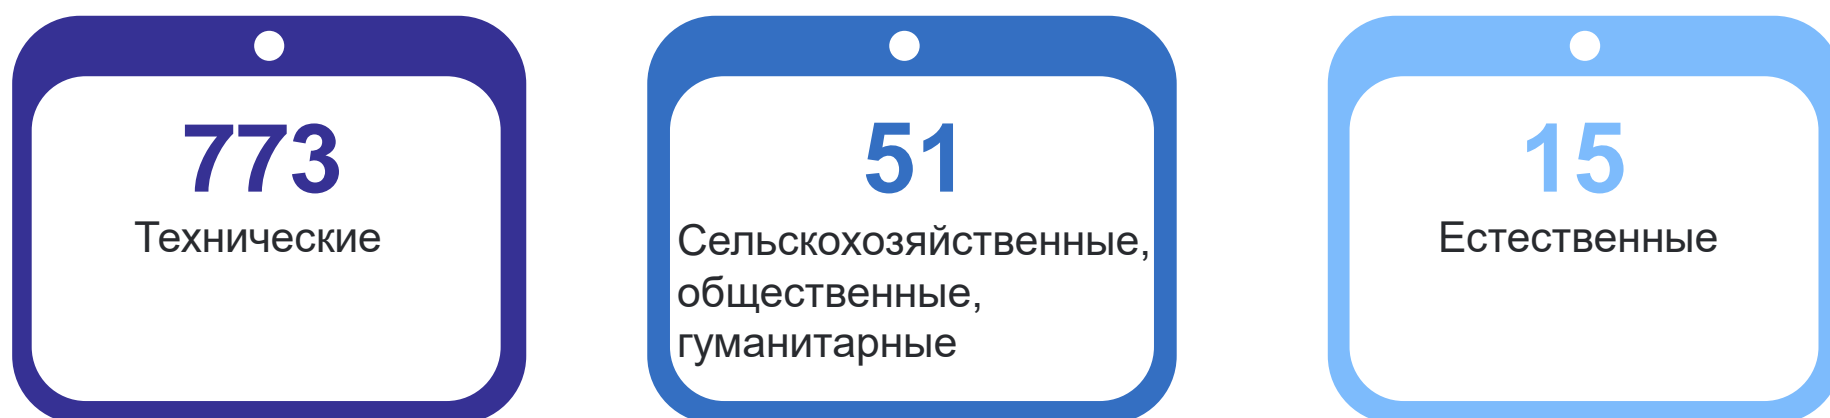 773
Технические
51
Сельскохозяйственные,
общественные,
гуманитарные
15
Естественные